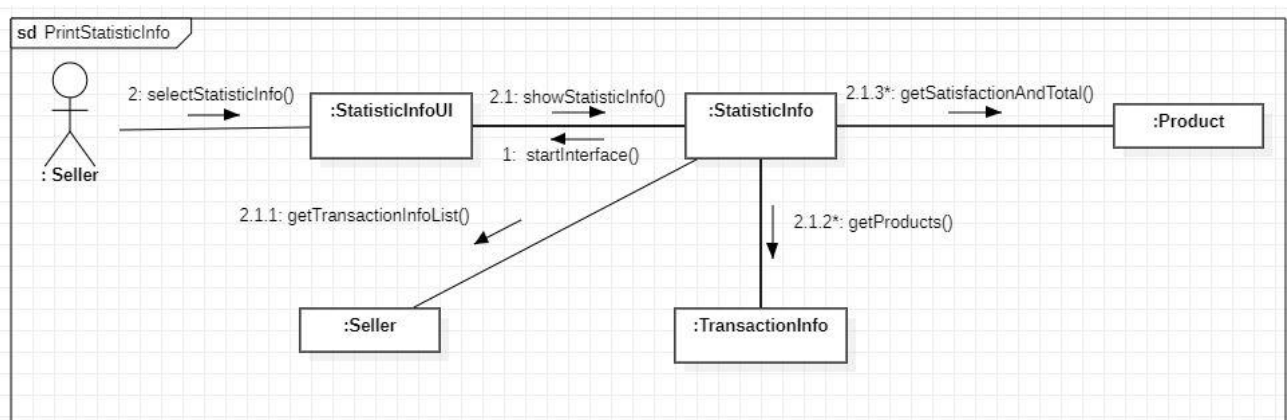 sd PrintStatisticInfo
2: selectStatisticInfo()
:StatisticInfoUI
2.1: showStatisticInfo()
:StatisticInfo
2.1.3*: getSatisfactionAndTotal()
:Product
1: startInterface()
: Seller
2.1.1: getTransactionInfoList()
2.1.2*: getProducts()
:Seller
:TransactionInfo